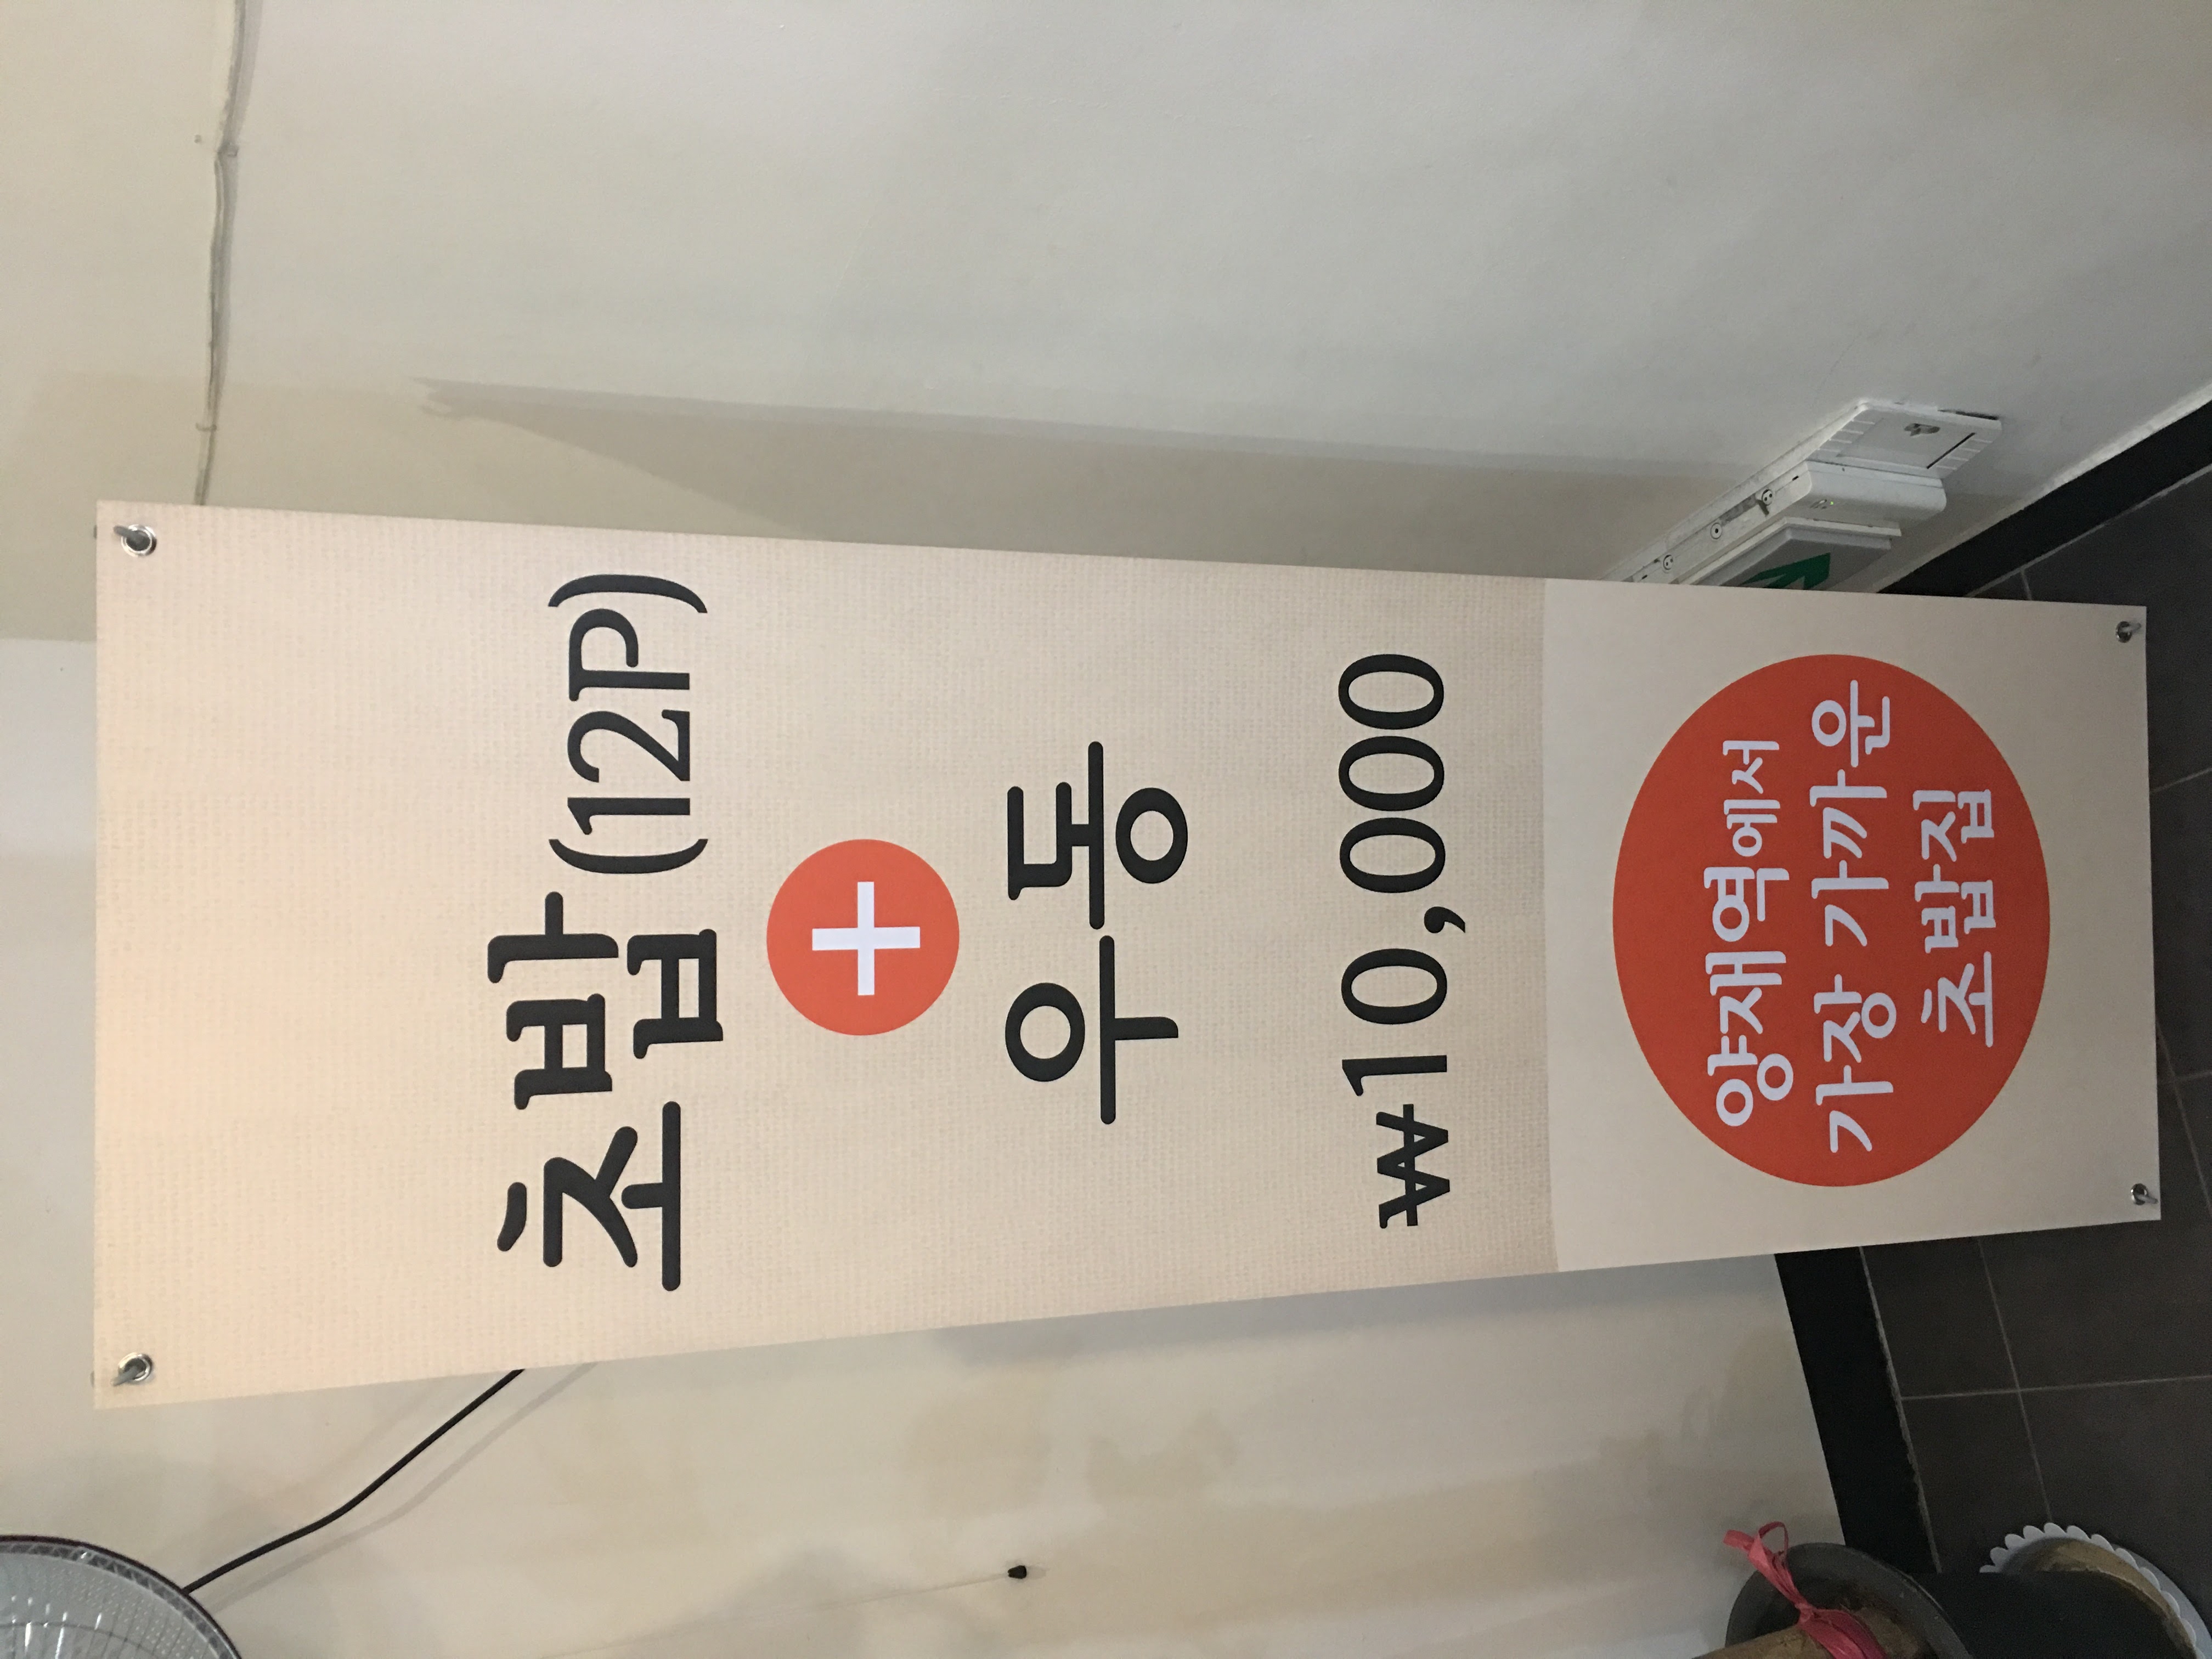 초밥(12P)
+
우동
₩10,000
양재역에서
가장 가까운
초밥집